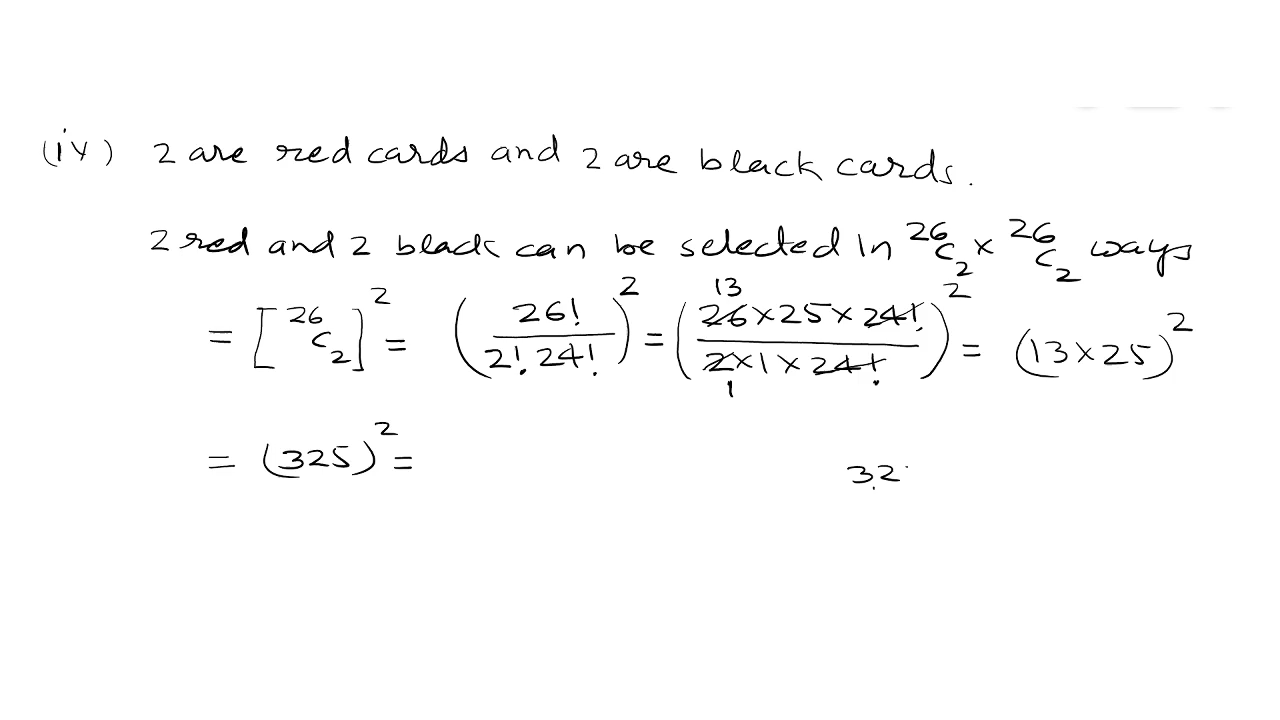 (iv) 2 are red cards and 2 are black cards.
2 red and 2 black can be selected in ²⁶C₂ × ²⁶C₂ ways
= [²⁶C₂]² = (26! / 2! 24!)² = (26 × 25 × 24! / 2 × 1 × 24!)² = (13 × 25)²
13
1
= (325)² =
32